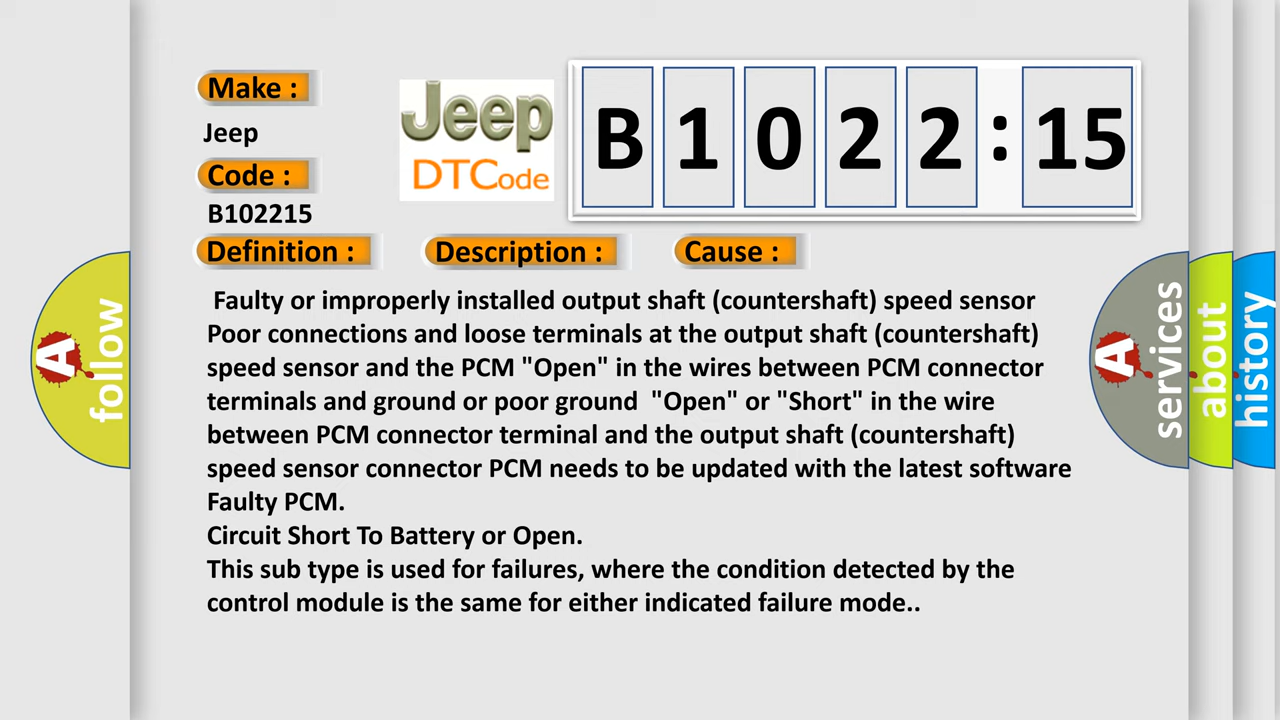 Make :
Jeep
Code :
B102215
Jeep
DTCode
B1022:15
Definition :
Description :
Cause :
Faulty or improperly installed output shaft (countershaft) speed sensor
Poor connections and loose terminals at the output shaft (countershaft)
speed sensor and the PCM "Open" in the wires between PCM connector
terminals and ground or poor ground  "Open" or "Short" in the wire
between PCM connector terminal and the output shaft (countershaft)
speed sensor connector PCM needs to be updated with the latest software
Faulty PCM.
Circuit Short To Battery or Open.
This sub type is used for failures, where the condition detected by the
control module is the same for either indicated failure mode..
A follow
A services
about
history